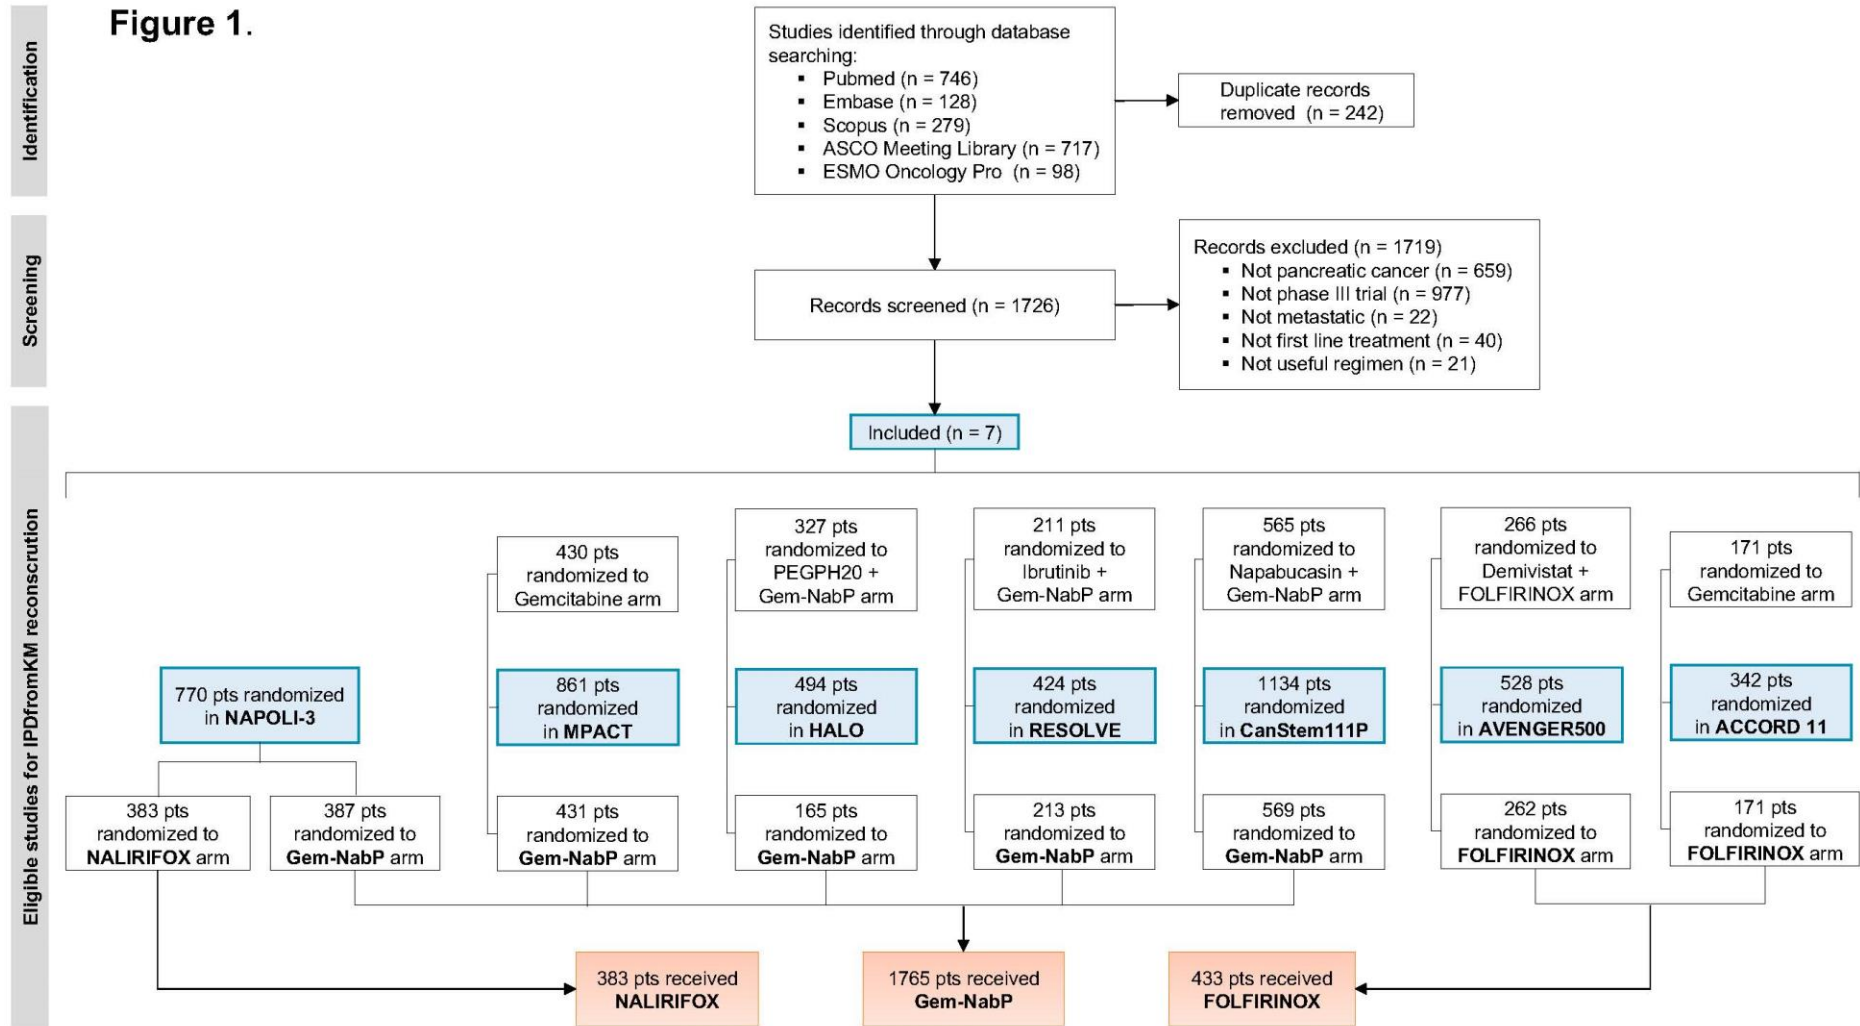 Figure 1.
Identification
Studies identified through database
searching:
▪ Pubmed (n = 746)
▪ Embase (n = 128)
▪ Scopus (n = 279)
▪ ASCO Meeting Library (n = 717)
▪ ESMO Oncology Pro (n = 98)
Duplicate records
removed (n = 242)
Screening
Records screened (n = 1726)
Records excluded (n = 1719)
▪ Not pancreatic cancer (n = 659)
▪ Not phase III trial (n = 977)
▪ Not metastatic (n = 22)
▪ Not first line treatment (n = 40)
▪ Not useful regimen (n = 21)
Eligible studies for IPDfromKM reconscrution
Included (n = 7)
430 pts
randomized to
Gemcitabine arm
327 pts
randomized to
PEGPH20 +
Gem-NabP arm
211 pts
randomized to
Ibrutinib +
Gem-NabP arm
565 pts
randomized to
Napabucasin +
Gem-NabP arm
266 pts
randomized to
Demivistat +
FOLFIRINOX arm
171 pts
randomized to
Gemcitabine arm
770 pts randomized
in NAPOLI-3
861 pts
randomized
in MPACT
494 pts
randomized
in HALO
424 pts
randomized
in RESOLVE
1134 pts
randomized
in CanStem111P
528 pts
randomized
in AVENGER500
342 pts
randomized
in ACCORD 11
383 pts
randomized to
NALIRIFOX arm
387 pts
randomized to
Gem-NabP arm
431 pts
randomized to
Gem-NabP arm
165 pts
randomized to
Gem-NabP arm
213 pts
randomized to
Gem-NabP arm
569 pts
randomized to
Gem-NabP arm
262 pts
randomized to
FOLFIRINOX arm
171 pts
randomized to
FOLFIRINOX arm
383 pts received
NALIRIFOX
1765 pts received
Gem-NabP
433 pts received
FOLFIRINOX